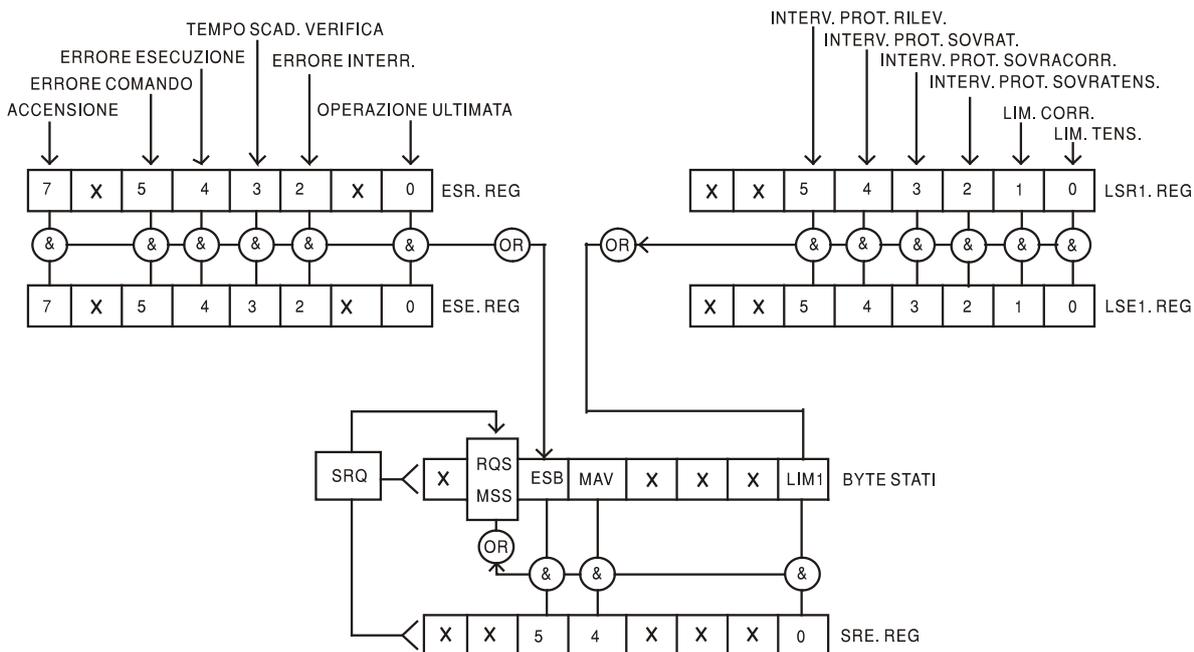 TEMPO SCAD. VERIFICA
ERRORE ESECUZIONE
ERRORE INTERR.
ERRORE COMANDO
ACCENSIONE
OPERAZIONE ULTIMATA
7 X 5 4 3 2 X 0 ESR. REG
& & & & & & OR
7 X 5 4 3 2 X 0 ESE. REG
INTERV. PROT. RILEV.
INTERV. PROT. SOVRAT.
INTERV. PROT. SOVRACORR.
INTERV. PROT. SOVRATENS.
LIM. CORR.
LIM. TENS.
X X 5 4 3 2 1 0 LSR1. REG
OR & & & & & &
X X 5 4 3 2 1 0 LSE1. REG
SRQ
X RQS MSS ESB MAV X X X LIM1 BYTE STATI
OR
& & &
X X 5 4 X X X 0 SRE. REG